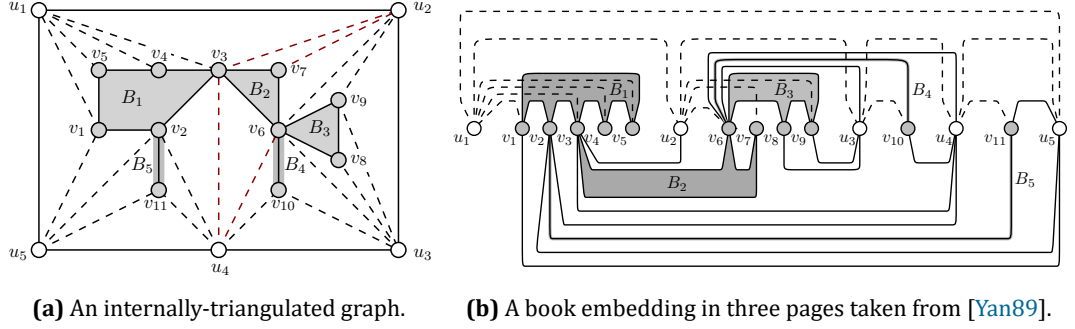 u1 u2
v5 v4 v3 v7
B1 B2 v9
v1 v2 v6 B3
B5 B4 v8
v11 v10
u5 u4 u3
B1 B3 B4
u1 v1 v2 v3 v4 v5 u2 v6 v7 v8 v9 u3 v10 u4 v11 u5
B2 B5
(a) An internally-triangulated graph.
(b) A book embedding in three pages taken from [Yan89].